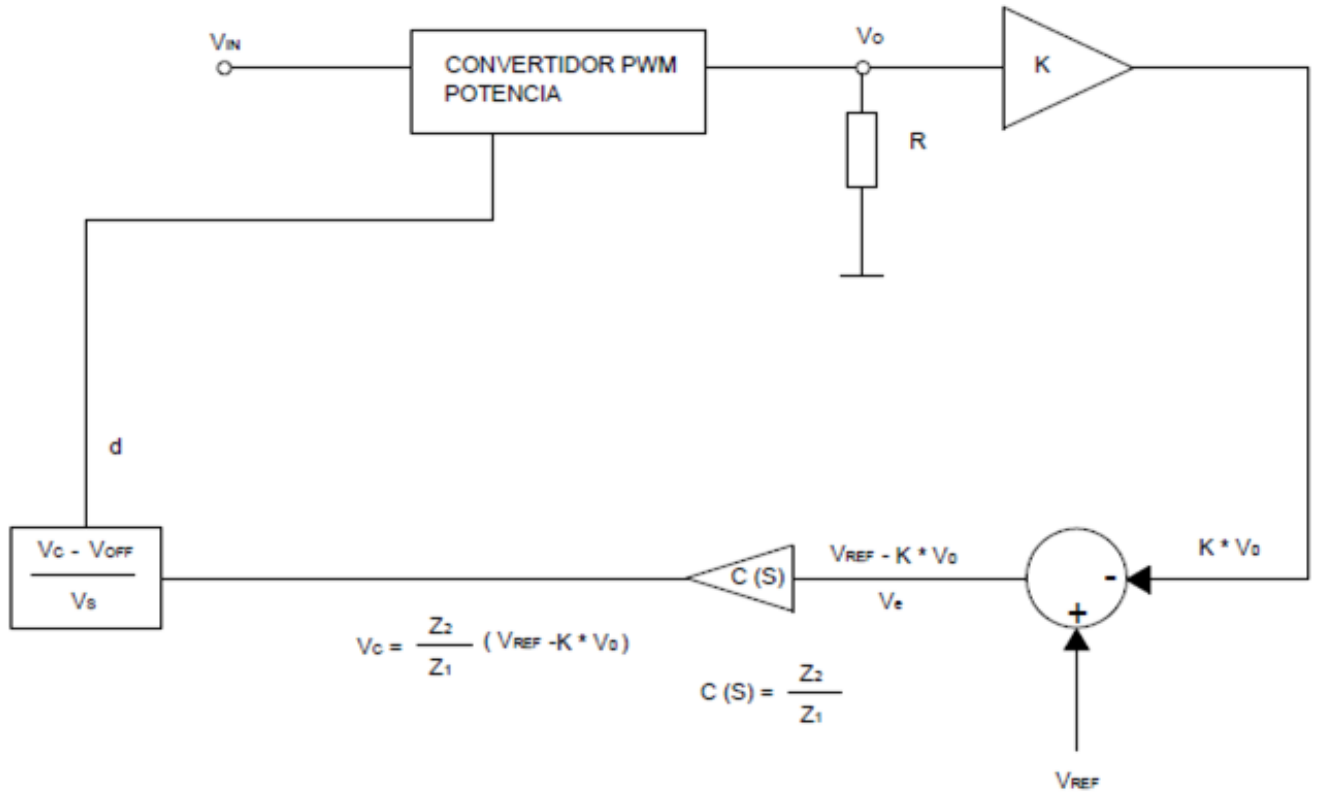 VIN
CONVERTIDOR PWM
POTENCIA
VO
K
R
d
VC - VOFF
VS
C (S)
VREF - K * V0
Ve
-
+
K * V0
VC = Z2 / Z1 ( VREF -K * V0 )
C (S) = Z2 / Z1
VREF